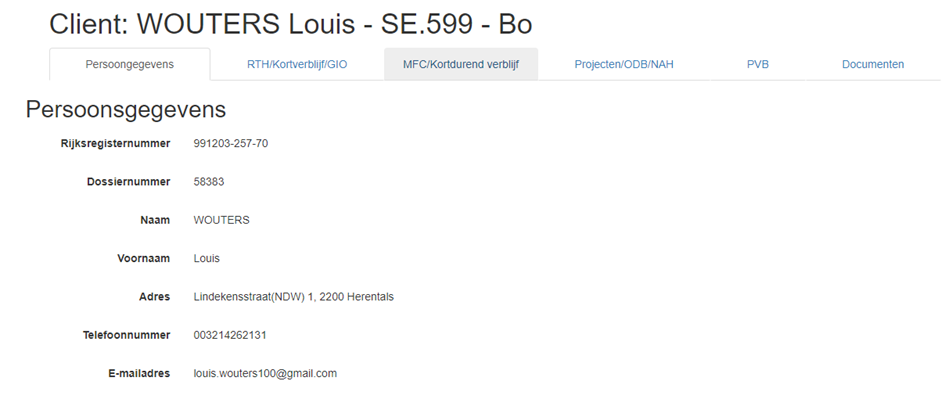 Client: WOUTERS Louis - SE.599 - Bo
Persoongegevens RTH/Kortverblijf/GIO MFC/Kortdurend verblijf Projecten/ODB/NAH PVB Documenten
Persoonsgegevens
Rijksregisternummer 991203-257-70
Dossiernummer 58383
Naam WOUTERS
Voornaam Louis
Adres Lindekensstraat(NDW) 1, 2200 Herentals
Telefoonnummer 003214262131
E-mailadres louis.wouters100@gmail.com